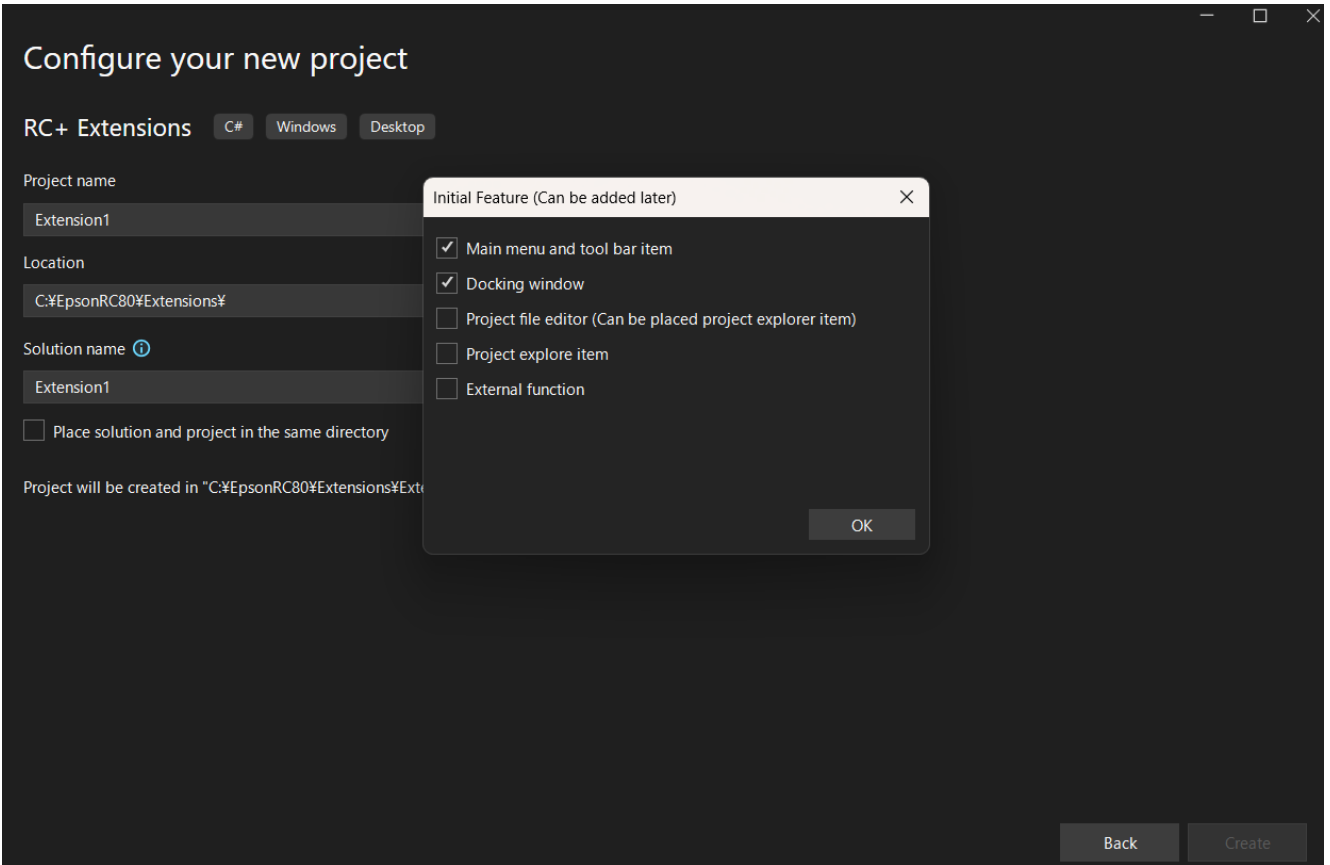 Configure your new project
RC+ Extensions C# Windows Desktop
Project name
Extension1
Location
C:¥EpsonRC80¥Extensions¥
Solution name
Extension1
Place solution and project in the same directory
Project will be created in "C:¥EpsonRC80¥Extensions¥Exte
Initial Feature (Can be added later)
Main menu and tool bar item
Docking window
Project file editor (Can be placed project explorer item)
Project explore item
External function
OK
Back
Create